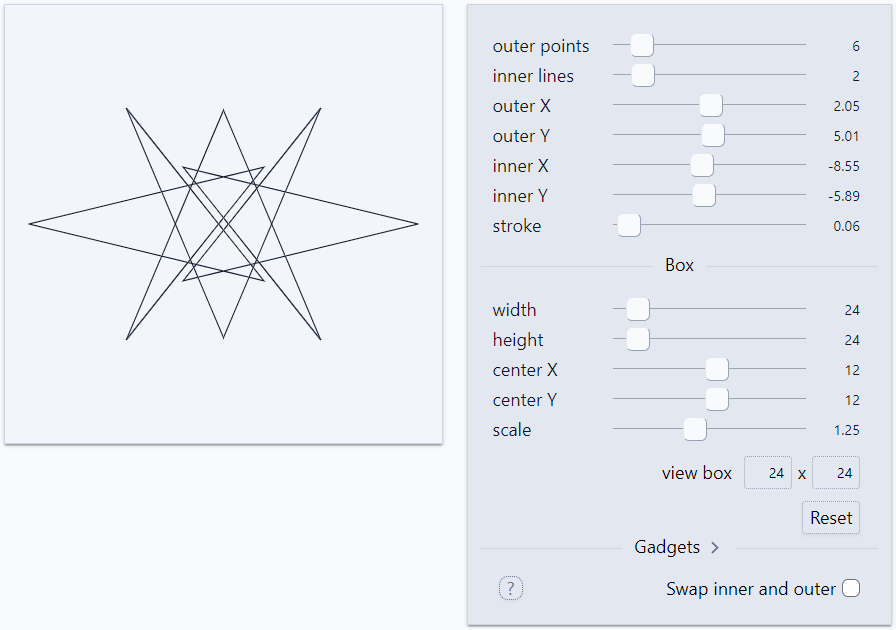 outer points 6
inner lines 2
outer X 2.05
outer Y 5.01
inner X -8.55
inner Y -5.89
stroke 0.06
Box
width 24
height 24
center X 12
center Y 12
scale 1.25
view box 24 x 24
Reset
Gadgets
? Swap inner and outer